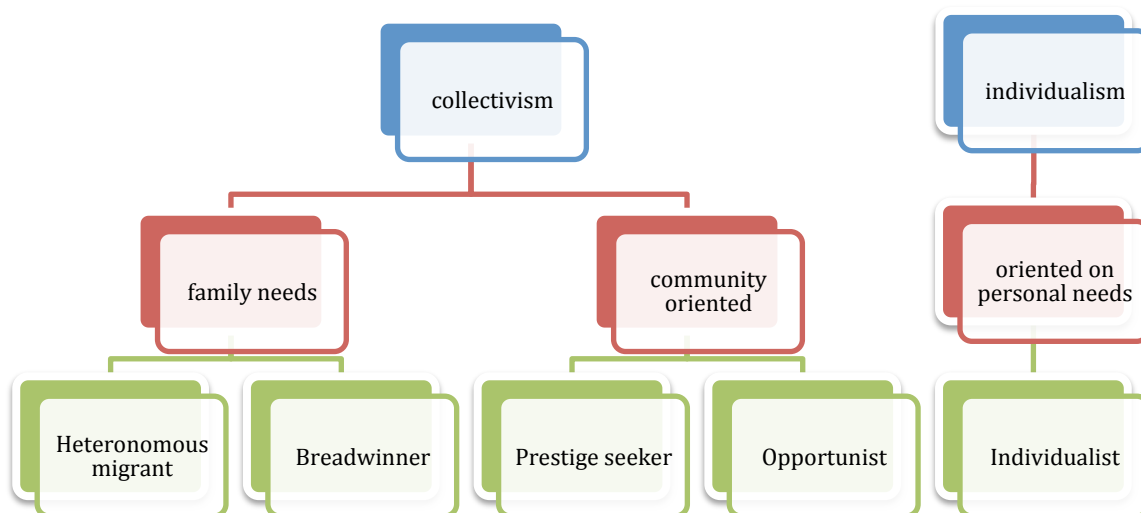 collectivism
individualism
family needs
community
oriented
oriented on
personal needs
Heteronomous
migrant
Breadwinner
Prestige seeker
Opportunist
Individualist